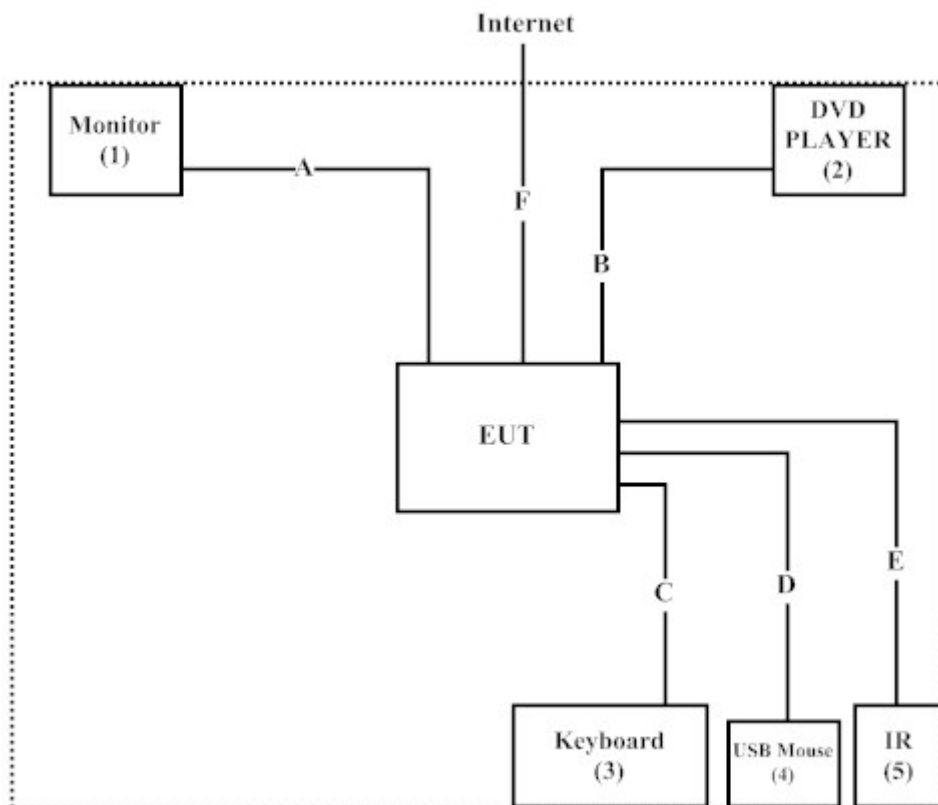 Internet
Monitor
(1)
DVD
PLAYER
(2)
A
F
B
EUT
C
D
E
Keyboard
(3)
USB Mouse
(4)
IR
(5)